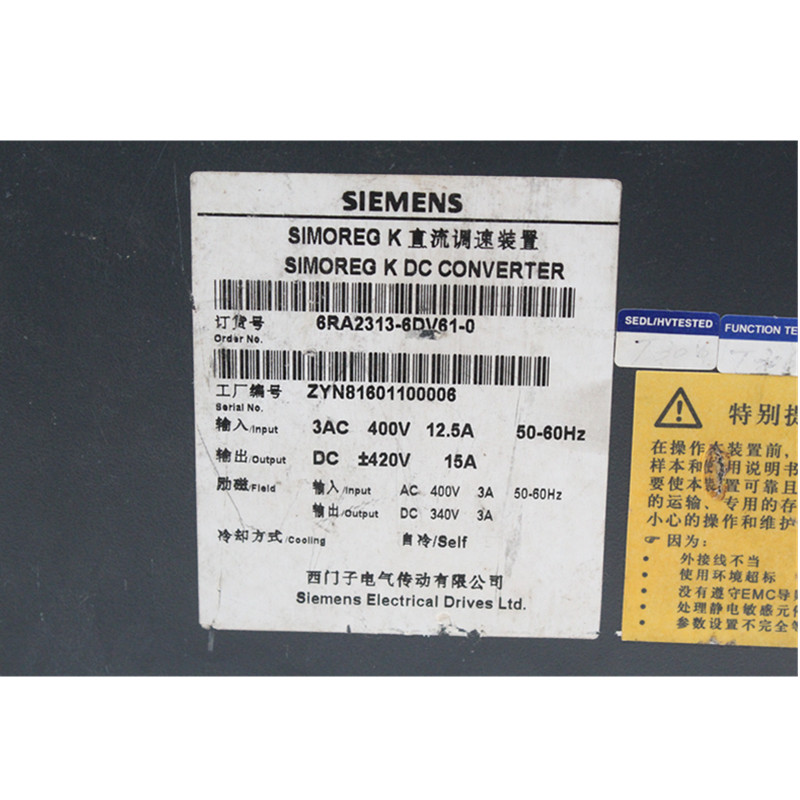 SIEMENS
SIMOREG K 直流调速装置
SIMOREG K DC CONVERTER
订货号 6RA2313-6DV61-0
Order No.
工厂编号 ZYN81601100006
Serial No.
输入/Input 3AC 400V 12.5A 50-60Hz
输出/Output DC ±420V 15A
励磁/Field 输入/Input AC 400V 3A 50-60Hz
输出/Output DC 340V 3A
冷却方式/Cooling 自冷/Self
西门子电气传动有限公司
Siemens Electrical Drives Ltd.
SEDL/HVTESTED
FUNCTION TE
特别提
在操作本装置前,
样本和 用说明书
要使本装置可靠且
的运输、专用的存
小心的操作和维护
☞ 因为:
• 外接线不当
• 使用环境超标
• 没有遵守EMC导
• 处理静电敏感元件
• 参数设置不完全等